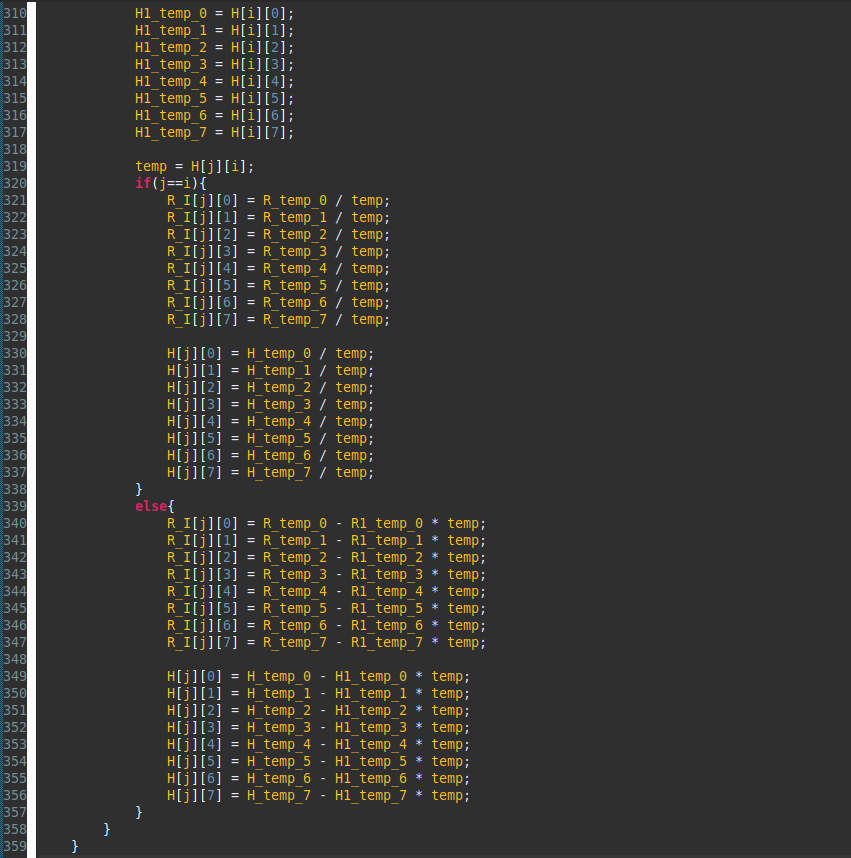 310 H1_temp_0 = H[i][0];
311 H1_temp_1 = H[i][1];
312 H1_temp_2 = H[i][2];
313 H1_temp_3 = H[i][3];
314 H1_temp_4 = H[i][4];
315 H1_temp_5 = H[i][5];
316 H1_temp_6 = H[i][6];
317 H1_temp_7 = H[i][7];
318
319 temp = H[j][i];
320 if(j==i){
321 R_I[j][0] = R_temp_0 / temp;
322 R_I[j][1] = R_temp_1 / temp;
323 R_I[j][2] = R_temp_2 / temp;
324 R_I[j][3] = R_temp_3 / temp;
325 R_I[j][4] = R_temp_4 / temp;
326 R_I[j][5] = R_temp_5 / temp;
327 R_I[j][6] = R_temp_6 / temp;
328 R_I[j][7] = R_temp_7 / temp;
329
330 H[j][0] = H_temp_0 / temp;
331 H[j][1] = H_temp_1 / temp;
332 H[j][2] = H_temp_2 / temp;
333 H[j][3] = H_temp_3 / temp;
334 H[j][4] = H_temp_4 / temp;
335 H[j][5] = H_temp_5 / temp;
336 H[j][6] = H_temp_6 / temp;
337 H[j][7] = H_temp_7 / temp;
338 }
339 else{
340 R_I[j][0] = R_temp_0 - R1_temp_0 * temp;
341 R_I[j][1] = R_temp_1 - R1_temp_1 * temp;
342 R_I[j][2] = R_temp_2 - R1_temp_2 * temp;
343 R_I[j][3] = R_temp_3 - R1_temp_3 * temp;
344 R_I[j][4] = R_temp_4 - R1_temp_4 * temp;
345 R_I[j][5] = R_temp_5 - R1_temp_5 * temp;
346 R_I[j][6] = R_temp_6 - R1_temp_6 * temp;
347 R_I[j][7] = R_temp_7 - R1_temp_7 * temp;
348
349 H[j][0] = H_temp_0 - H1_temp_0 * temp;
350 H[j][1] = H_temp_1 - H1_temp_1 * temp;
351 H[j][2] = H_temp_2 - H1_temp_2 * temp;
352 H[j][3] = H_temp_3 - H1_temp_3 * temp;
353 H[j][4] = H_temp_4 - H1_temp_4 * temp;
354 H[j][5] = H_temp_5 - H1_temp_5 * temp;
355 H[j][6] = H_temp_6 - H1_temp_6 * temp;
356 H[j][7] = H_temp_7 - H1_temp_7 * temp;
357 }
358 }
359 }